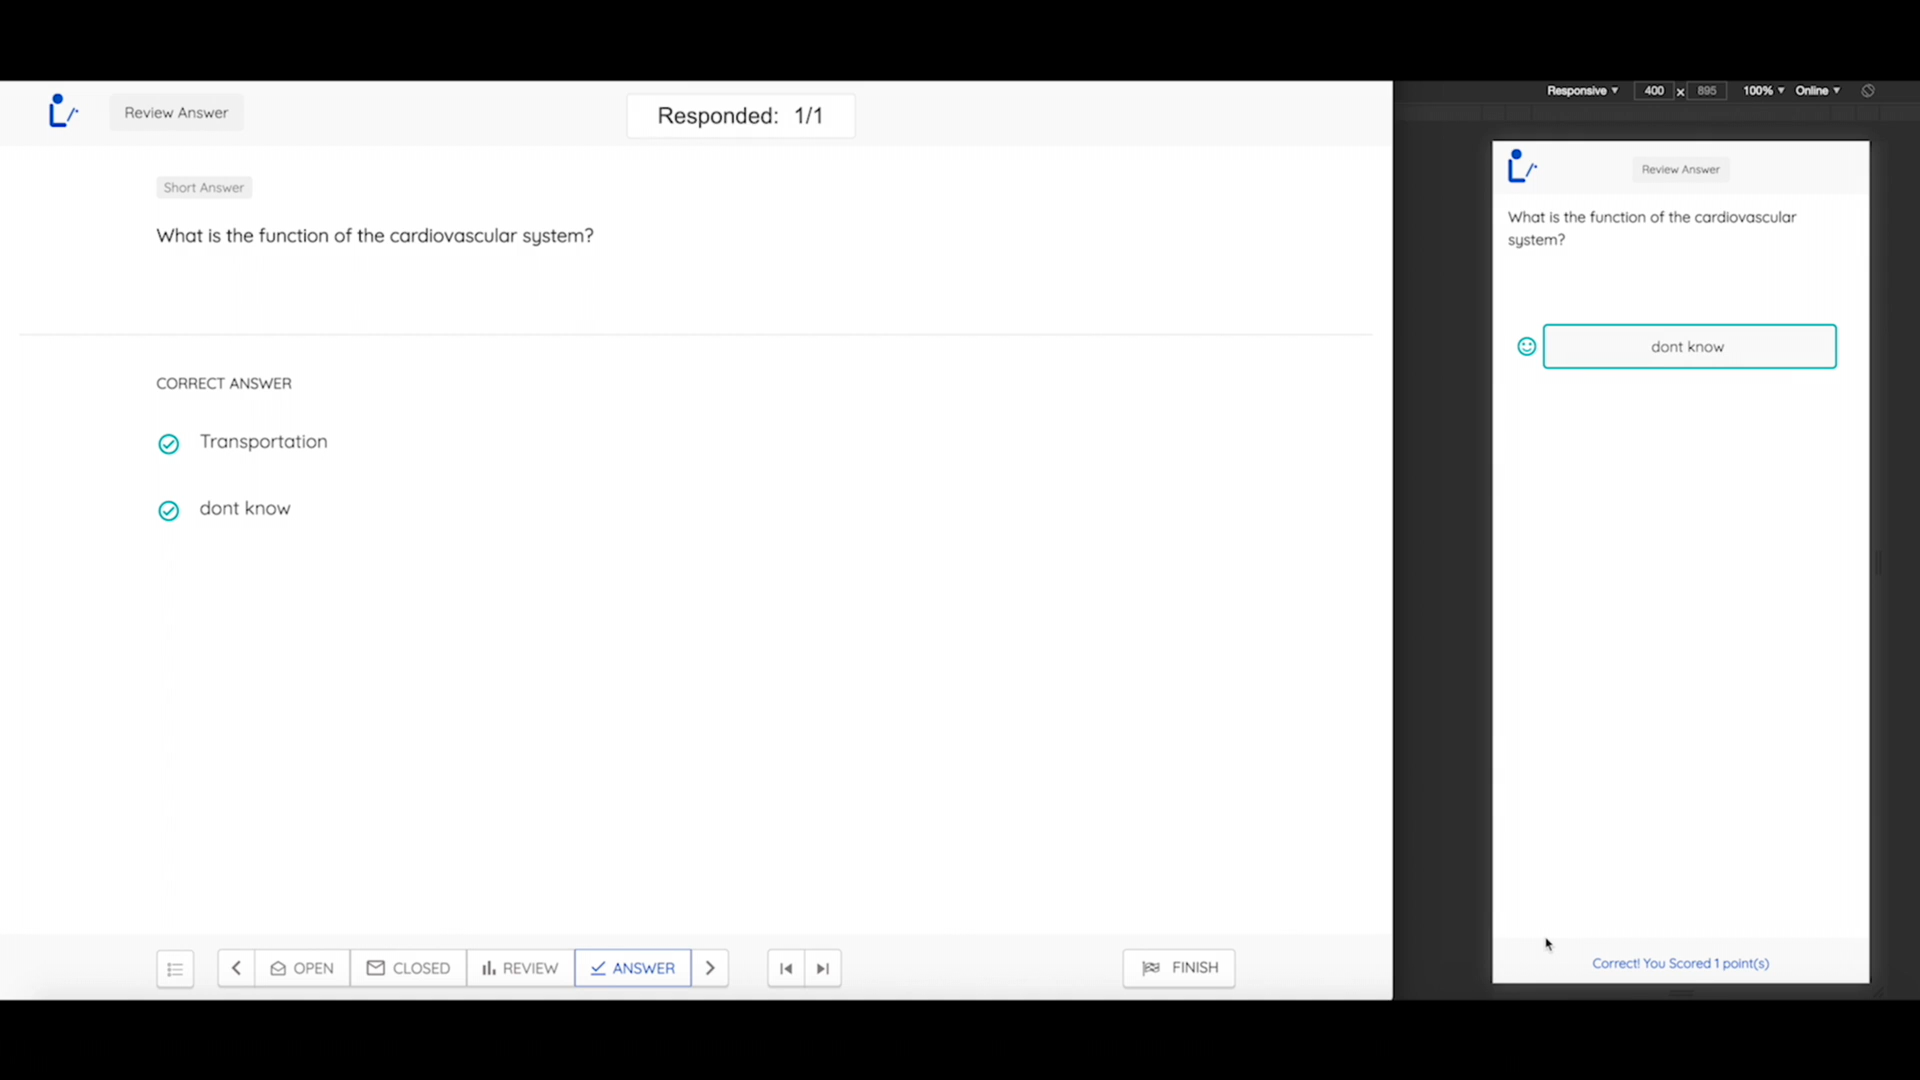 Review Answer
Responded: 1/1
Short Answer
What is the function of the cardiovascular system?
CORRECT ANSWER
Transportation
dont know
OPEN
CLOSED
REVIEW
ANSWER
FINISH
Responsive 400 x 895 100% Online
Review Answer
What is the function of the cardiovascular
system?
dont know
Correct! You Scored 1 point(s)